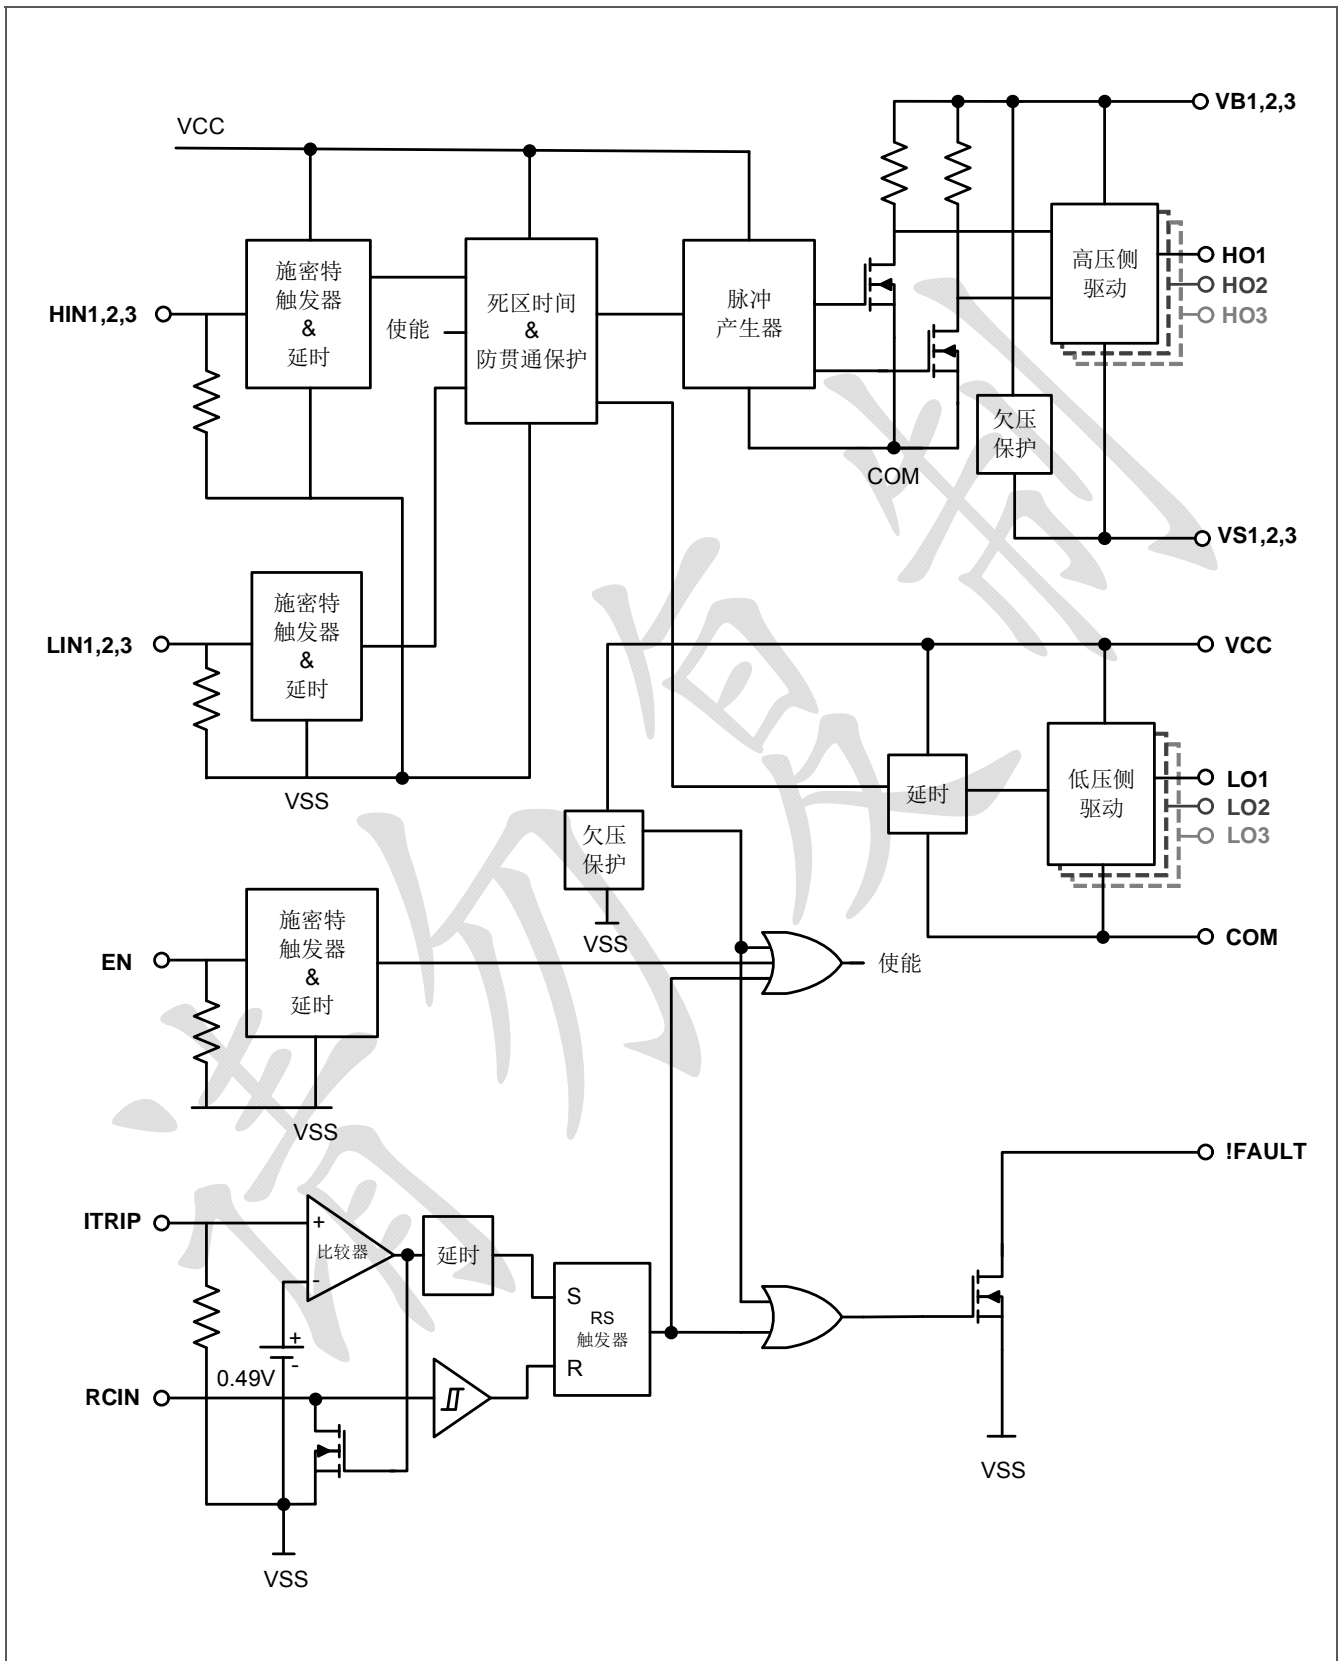 VCC
VB1,2,3
施密特
触发器
&
延时
HIN1,2,3
使能
死区时间
&
防贯通保护
脉冲
产生器
高压侧
驱动
HO1
HO2
HO3
欠压
保护
COM
VS1,2,3
施密特
触发器
&
延时
LIN1,2,3
VSS
VCC
延时
低压侧
驱动
LO1
LO2
LO3
欠压
保护
VSS
COM
施密特
触发器
&
延时
EN
使能
VSS
!FAULT
ITRIP
+
比较器
-
延时
S
RS
触发器
R
+
-
0.49V
RCIN
VSS
VSS
请勿复制